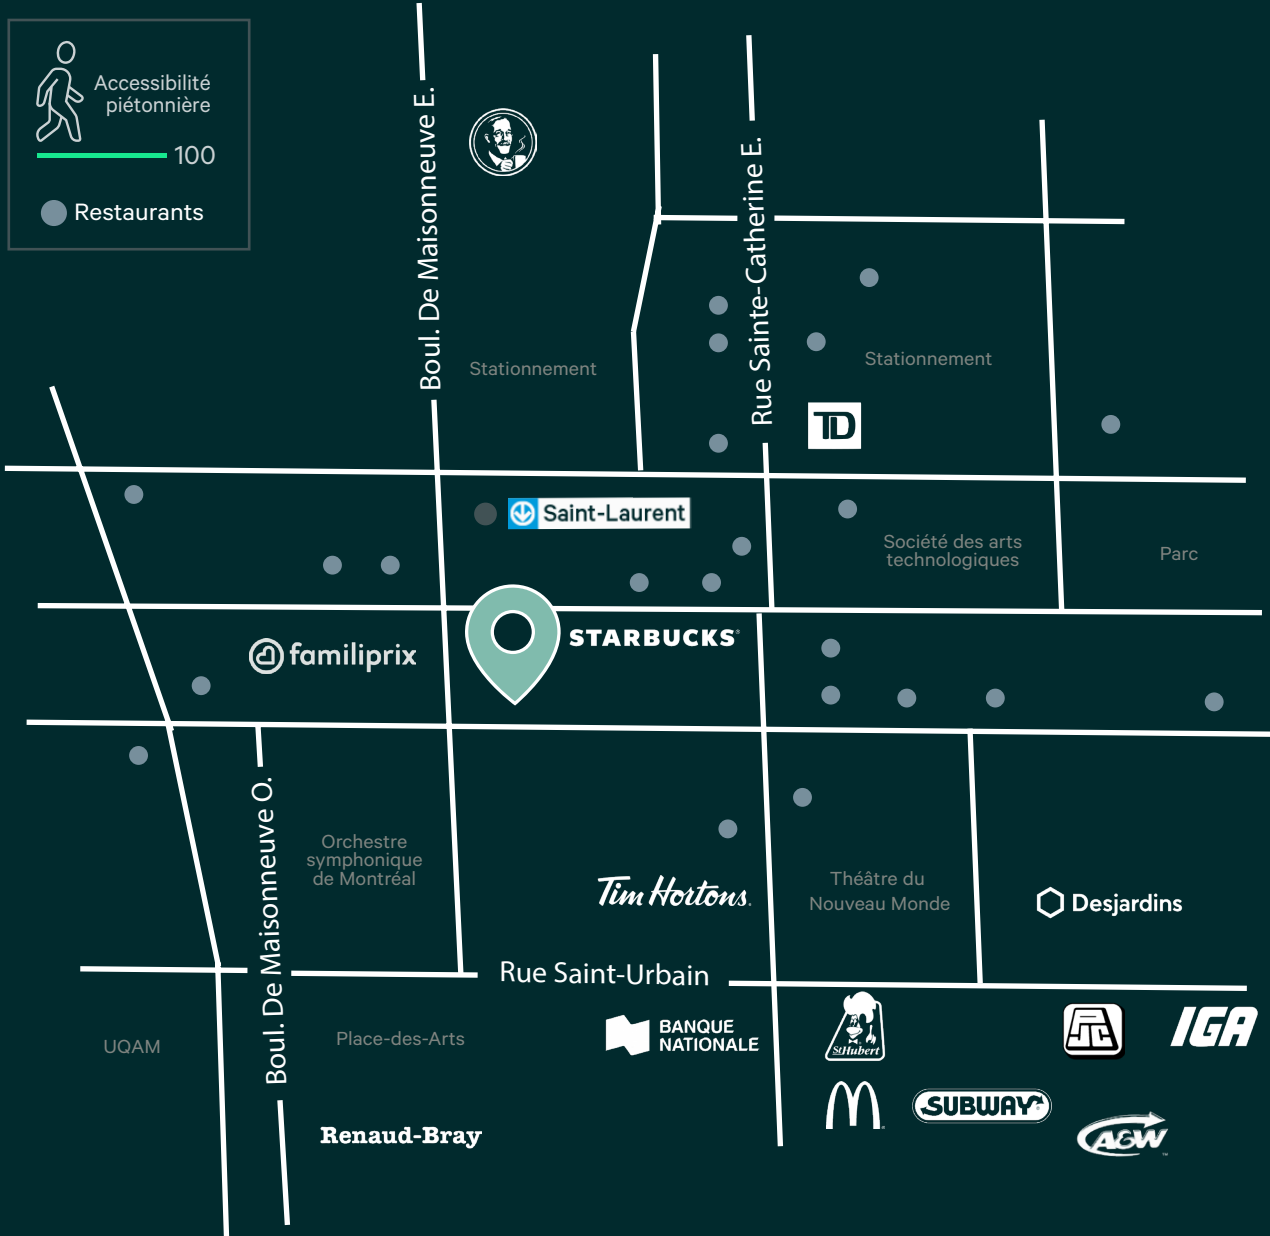 Accessibilité
piétonnière
100
Restaurants
Boul. De Maisonneuve E.
Rue Sainte-Catherine E.
Stationnement
Stationnement
TD
Saint-Laurent
Société des arts
technologiques
Parc
familiprix
STARBUCKS
Orchestre
symphonique
de Montréal
Boul. De Maisonneuve O.
Tim Hortons
Théâtre du
Nouveau Monde
Desjardins
Rue Saint-Urbain
UQAM
Place-des-Arts
BANQUE
NATIONALE
St-Hubert
PJC
IGA
SUBWAY
A&W
Renaud-Bray